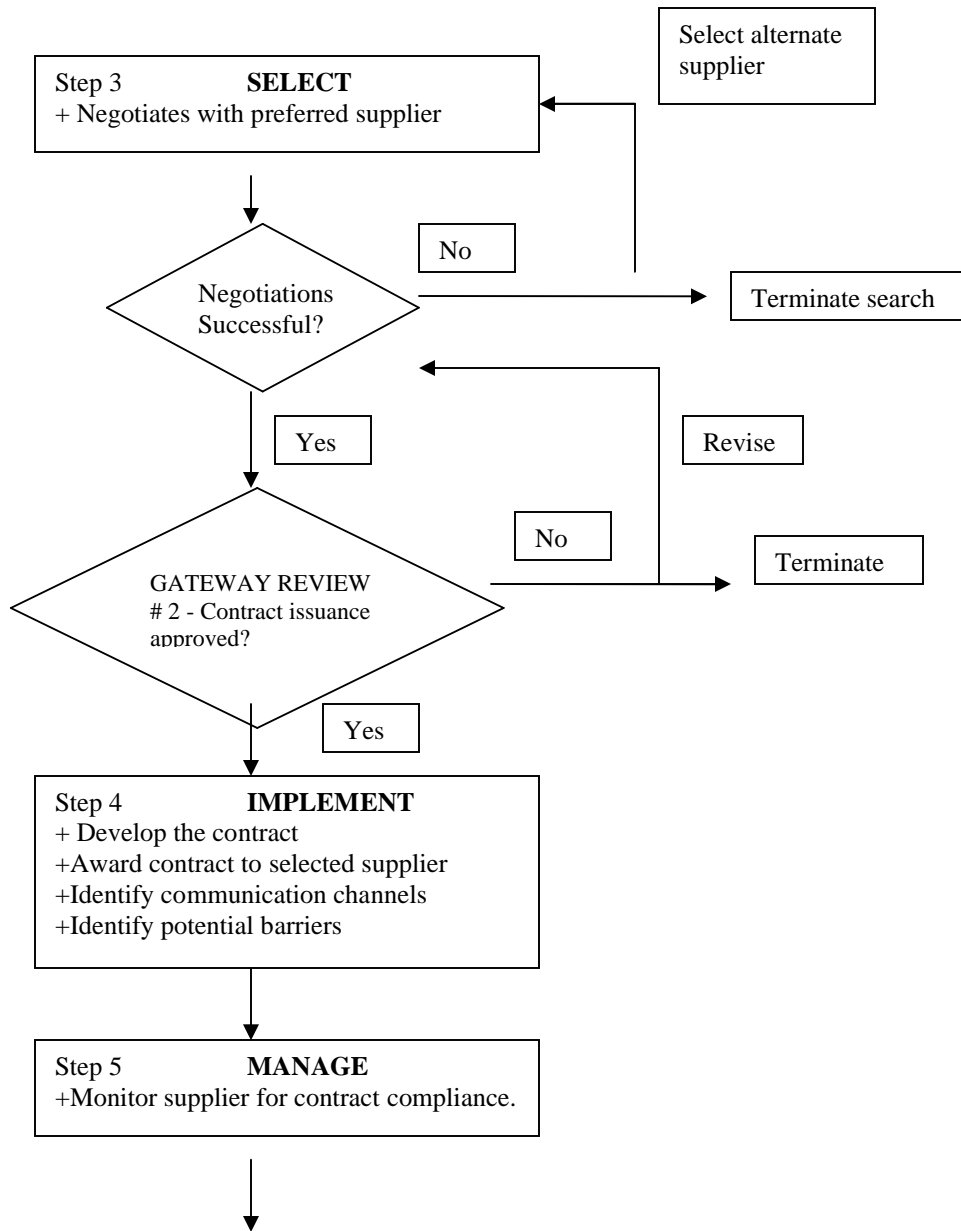 Select alternate
supplier
Step 3 SELECT
+ Negotiates with preferred supplier
No
Negotiations
Successful?
Terminate search
Yes
Revise
No
Terminate
GATEWAY REVIEW
# 2 - Contract issuance
approved?
Yes
Step 4 IMPLEMENT
+ Develop the contract
+Award contract to selected supplier
+Identify communication channels
+Identify potential barriers
Step 5 MANAGE
+Monitor supplier for contract compliance.